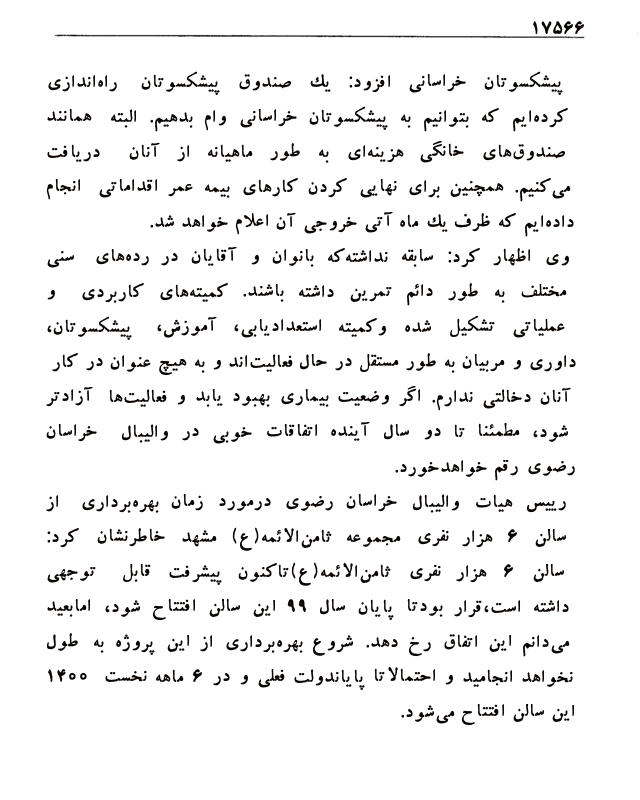 ۱۷۵۶۶
پیشکسوتان خراسانی افزود: یك صندوق پیشکسوتان راه‌اندازی
کرده‌ایم که بتوانیم به پیشکسوتان خراسانی وام بدهیم. البته همانند
صندوق‌های خانگی هزینه‌ای به طور ماهیانه از آنان دریافت
می‌کنیم. همچنین برای نهایی کردن کارهای بیمه عمر اقداماتی انجام
داده‌ایم که ظرف یك ماه آتی خروجی آن اعلام خواهد شد.
وی اظهار کرد: سابقه نداشته‌که بانوان و آقایان در رده‌های سنی
مختلف به طور دائم تمرین داشته باشند. کمیته‌های کاربردی و
عملیاتی تشکیل شده وکمیته استعدادیابی، آموزش، پیشکسوتان،
داوری و مربیان به طور مستقل در حال فعالیت‌اند و به هیچ عنوان در کار
آنان دخالتی ندارم. اگر وضعیت بیماری بهبود یابد و فعالیت‌ها آزادتر
شود، مطمئنا تا دو سال آینده اتفاقات خوبی در والیبال خراسان
رضوی رقم خواهدخورد.
رییس هیات والیبال خراسان رضوی درمورد زمان بهره‌برداری از
سالن ۶ هزار نفری مجموعه ثامن‌الائمه(ع) مشهد خاطرنشان کرد:
سالن ۶ هزار نفری ثامن‌الائمه(ع)تاکنون پیشرفت قابل توجهی
داشته است،قرار بودتا پایان سال ۹۹ این سالن افتتاح شود، امابعید
می‌دانم این اتفاق رخ دهد. شروع بهره‌برداری از این پروژه به طول
نخواهد انجامید و احتمالاتا پایاندولت فعلی و در ۶ ماهه نخست ۱۴۰۰
این سالن افتتاح می‌شود.